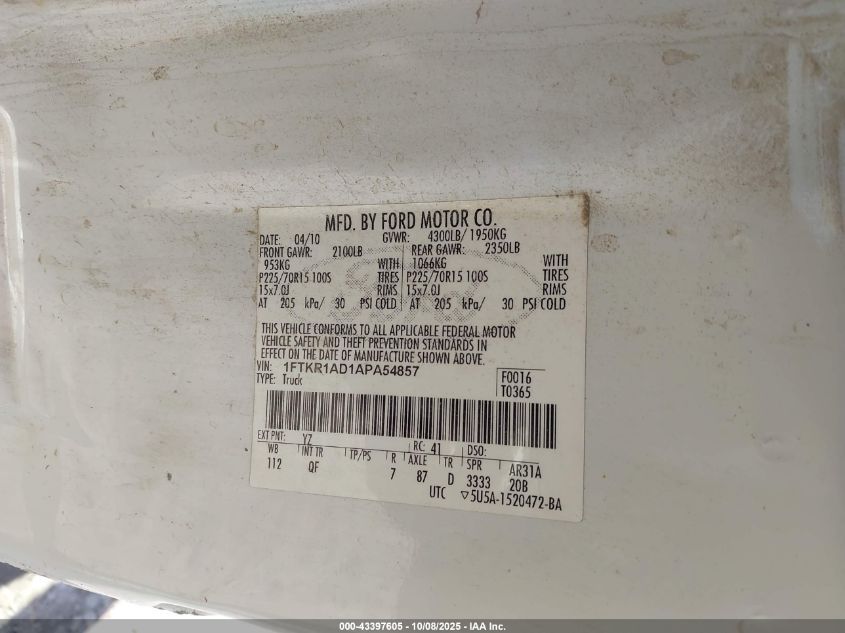 MFD. BY FORD MOTOR CO.
DATE: 04/10 GVWR: 4300LB/ 1950KG
FRONT GAWR: 2100LB REAR GAWR: 2350LB
953KG WITH 1066KG WITH
P225/70R15 100S TIRES P225/70R15 100S TIRES
15x7.0J RIMS 15x7.0J RIMS
AT 205 kPa/ 30 PSI COLD AT 205 kPa/ 30 PSI COLD
THIS VEHICLE CONFORMS TO ALL APPLICABLE FEDERAL MOTOR
VEHICLE SAFETY AND THEFT PREVENTION STANDARDS IN
EFFECT ON THE DATE OF MANUFACTURE SHOWN ABOVE.
VIN: 1FTKR1AD1APA54857
TYPE: Truck
F0016
T0365
EXT PNT: YZ RC: 41 DSO:
WB INT TR TP/PS R AXLE TR SPR AR31A
112 QF 7 87 D 3333 20B
UTC ▽5U5A-1520472-BA
000-43397605 - 10/08/2025 - IAA Inc.